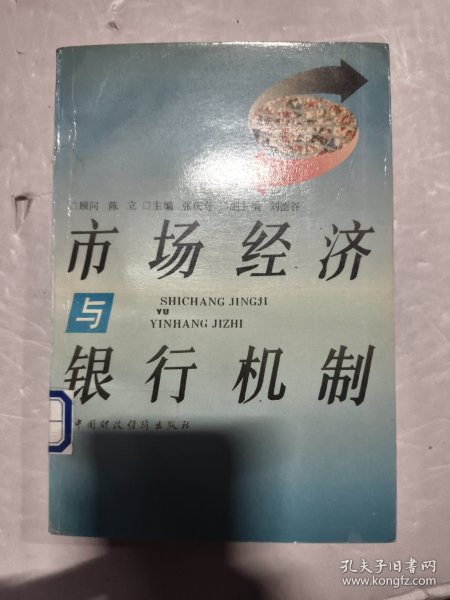 □顾问 陈 立 □主编 张庆寿 □副主编 刘德谷
市场经济
与
SHICHANG JINGJI
YU
YINHANG JIZHI
银行机制
中国财政经济出版社
孔夫子旧书网
www.kongfz.com